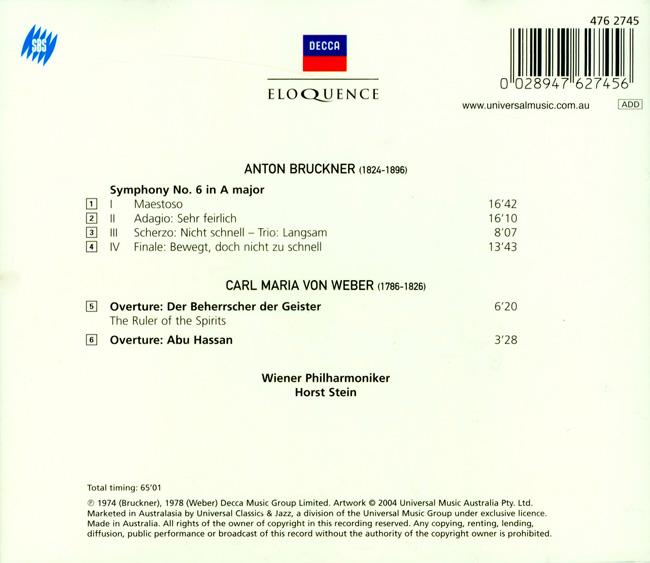 476 2745
SBS
DECCA
ELOQUENCE
0 028947 627456
www.universalmusic.com.au ADD
ANTON BRUCKNER (1824-1896)
Symphony No. 6 in A major
1 I Maestoso 16'42
2 II Adagio: Sehr feirlich 16'10
3 III Scherzo: Nicht schnell – Trio: Langsam 8'07
4 IV Finale: Bewegt, doch nicht zu schnell 13'43
CARL MARIA VON WEBER (1786-1826)
5 Overture: Der Beherrscher der Geister 6'20
The Ruler of the Spirits
6 Overture: Abu Hassan 3'28
Wiener Philharmoniker
Horst Stein
Total timing: 65'01
℗ 1974 (Bruckner), 1978 (Weber) Decca Music Group Limited. Artwork © 2004 Universal Music Australia Pty. Ltd.
Marketed in Australasia by Universal Classics & Jazz, a division of the Universal Music Group under exclusive licence.
Made in Australia. All rights of the owner of copyright in this recording reserved. Any copying, renting, lending,
diffusion, public performance or broadcast of this record without the authority of the copyright owner is prohibited.